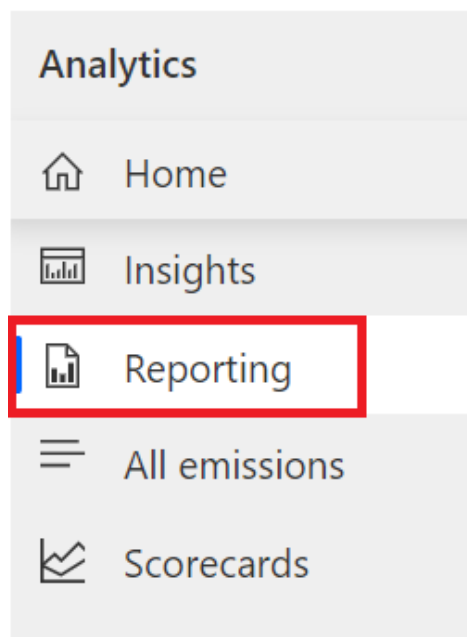 Analytics
Home
Insights
Reporting
All emissions
Scorecards